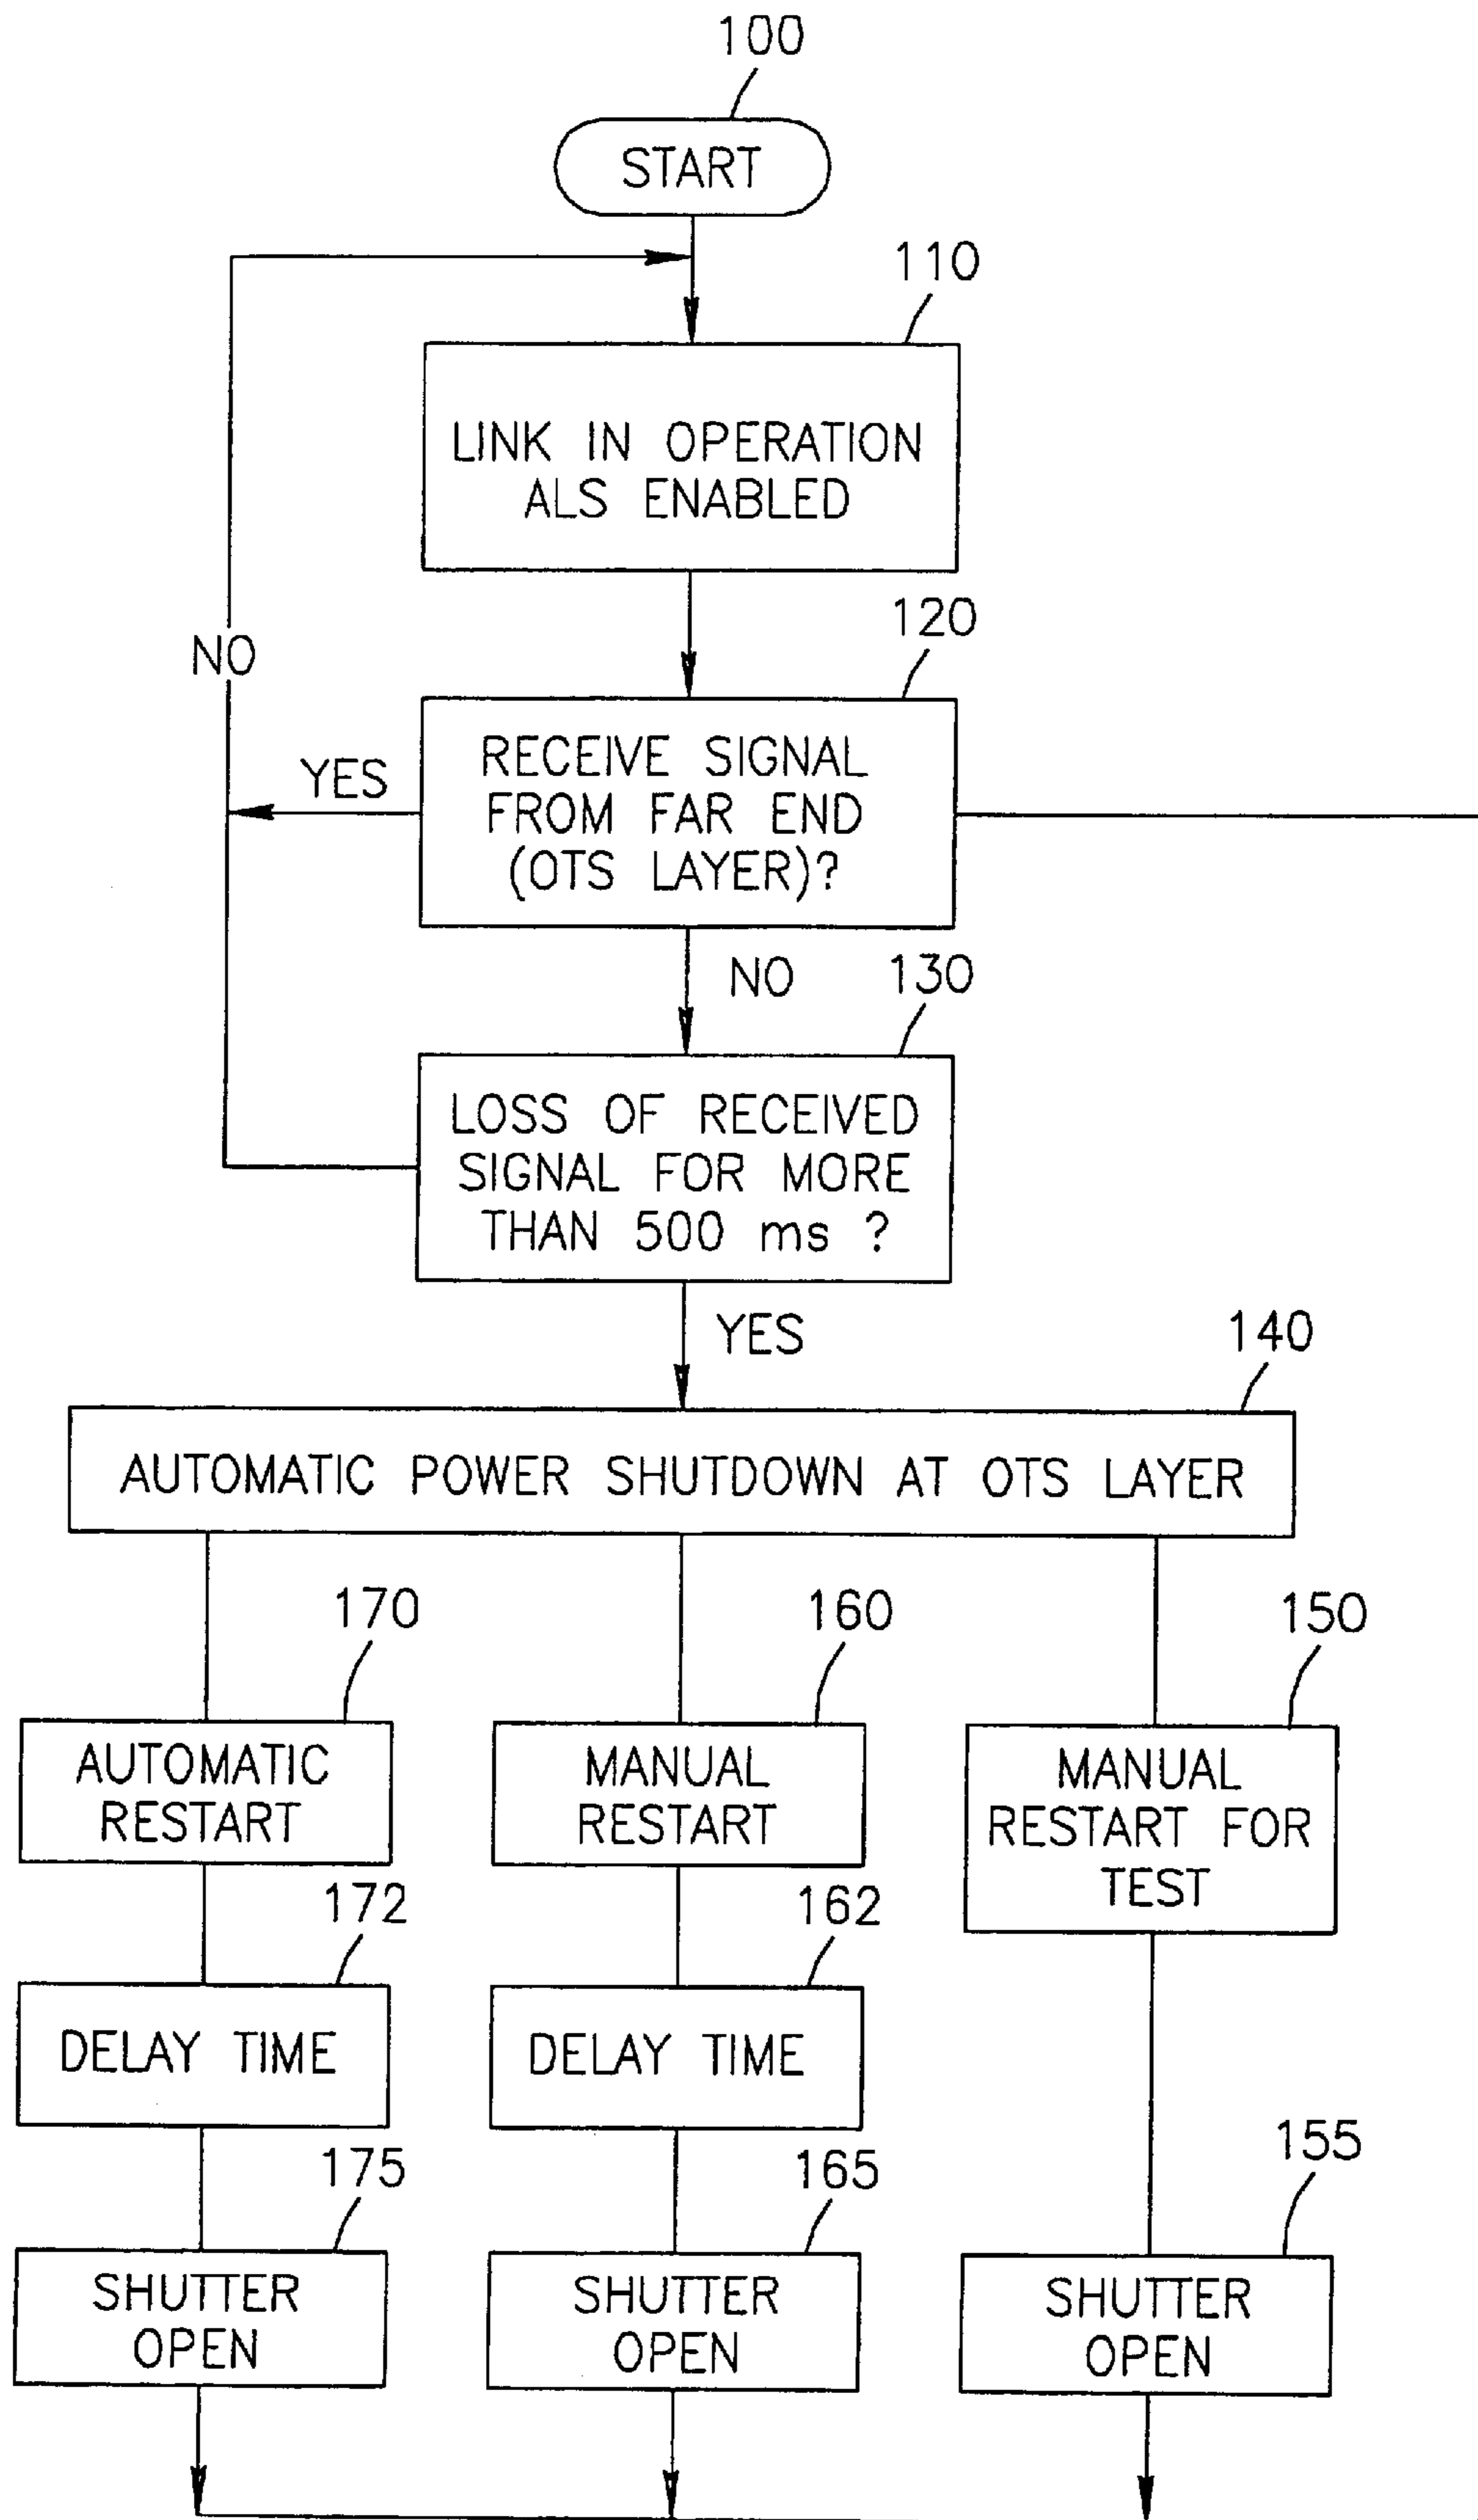 100
START
110
LINK IN OPERATION
ALS ENABLED
NO
120
YES
RECEIVE SIGNAL
FROM FAR END
(OTS LAYER)?
NO
130
LOSS OF RECEIVED
SIGNAL FOR MORE
THAN 500 ms ?
YES
140
AUTOMATIC POWER SHUTDOWN AT OTS LAYER
170
160
150
AUTOMATIC
RESTART
MANUAL
RESTART
MANUAL
RESTART FOR
TEST
172
162
DELAY TIME
DELAY TIME
175
165
155
SHUTTER
OPEN
SHUTTER
OPEN
SHUTTER
OPEN